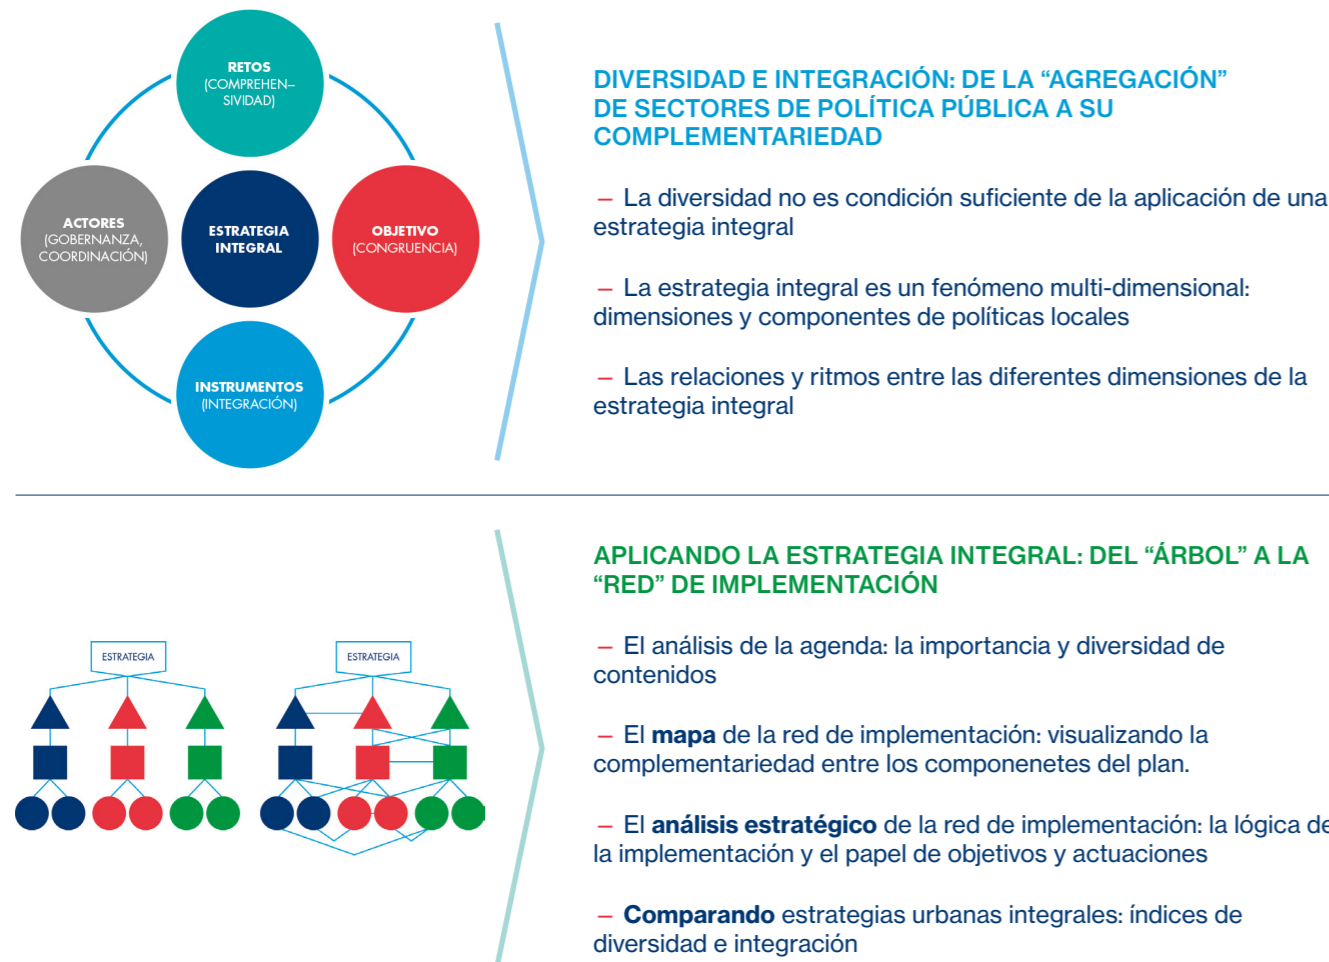 RETOS
(COMPREHEN–
SIVIDAD)
ACTORES
(GOBERNANZA,
COORDINACIÓN)
ESTRATEGIA
INTEGRAL
OBJETIVO
(CONGRUENCIA)
INSTRUMENTOS
(INTEGRACIÓN)
DIVERSIDAD E INTEGRACIÓN: DE LA “AGREGACIÓN”
DE SECTORES DE POLÍTICA PÚBLICA A SU
COMPLEMENTARIEDAD
— La diversidad no es condición suficiente de la aplicación de una
estrategia integral
— La estrategia integral es un fenómeno multi-dimensional:
dimensiones y componentes de políticas locales
— Las relaciones y ritmos entre las diferentes dimensiones de la
estrategia integral
ESTRATEGIA
ESTRATEGIA
APLICANDO LA ESTRATEGIA INTEGRAL: DEL “ÁRBOL” A LA
“RED” DE IMPLEMENTACIÓN
— El análisis de la agenda: la importancia y diversidad de
contenidos
— El mapa de la red de implementación: visualizando la
complementariedad entre los componenetes del plan.
— El análisis estratégico de la red de implementación: la lógica de
la implementación y el papel de objetivos y actuaciones
— Comparando estrategias urbanas integrales: índices de
diversidad e integración